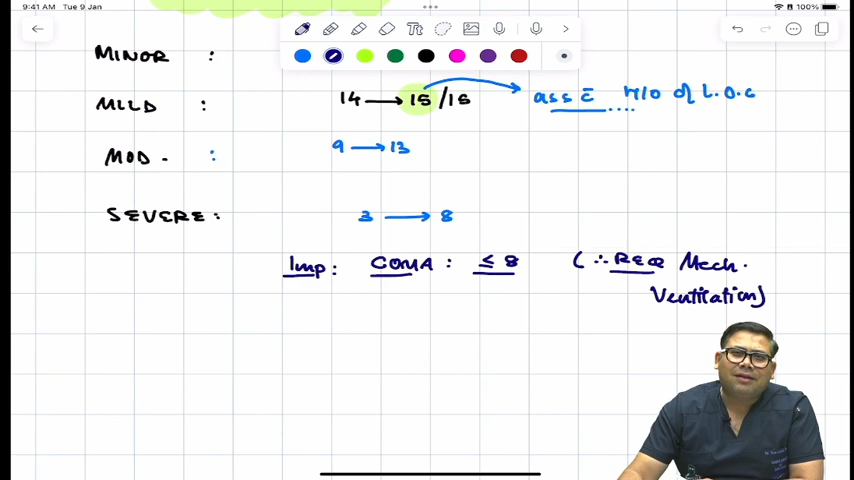 9:41 AM Tue 9 Jan
100%
MINOR :
MILD : 14 → 15 /15 ass E H/O of L.O.C
MOD. : 9 → 13
SEVERE : 3 → 8
Imp : COMA : ≤ 8 ( ∴ REQ Mech.
Ventilation)